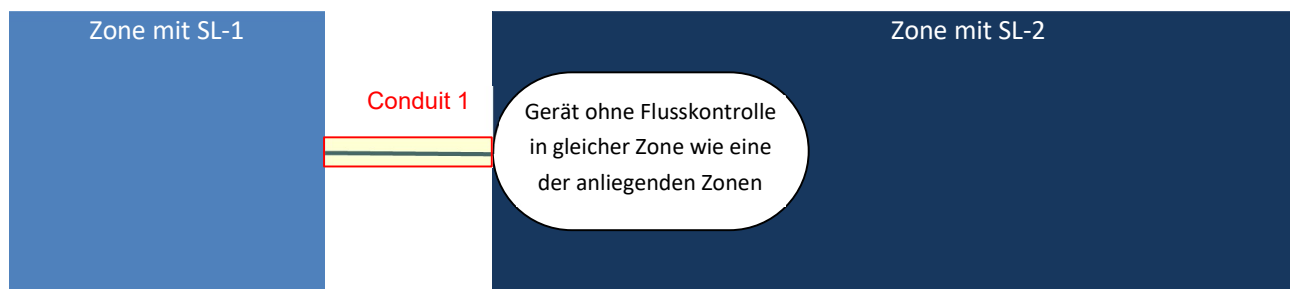 Zone mit SL-1
Zone mit SL-2
Conduit 1
Gerät ohne Flusskontrolle
in gleicher Zone wie eine
der anliegenden Zonen